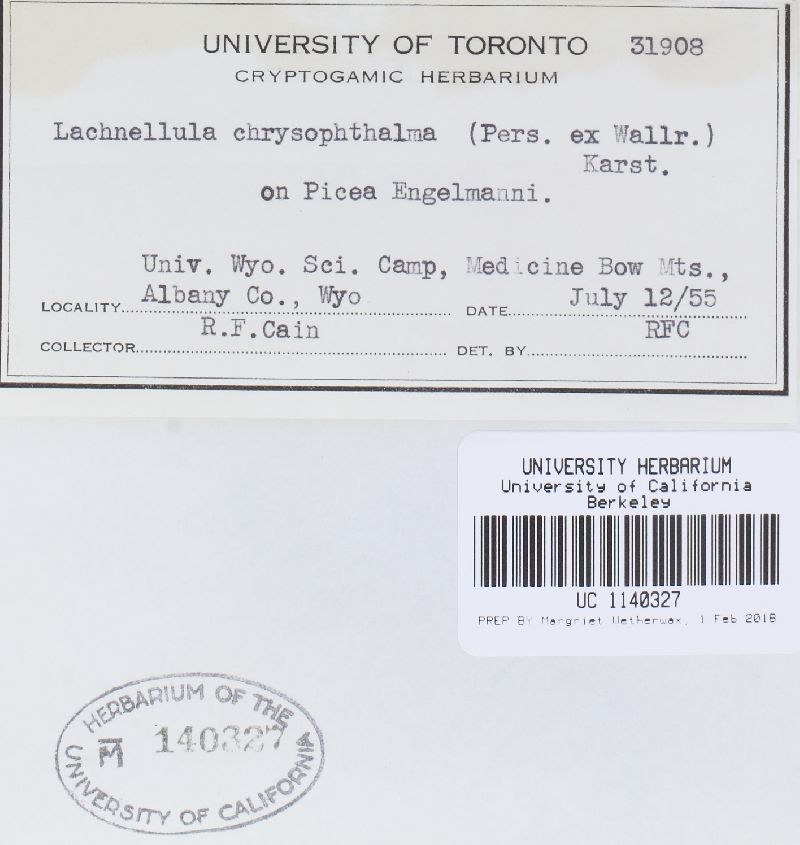 UNIVERSITY OF TORONTO 31908
CRYPTOGAMIC HERBARIUM
Lachnellula chrysophthalma (Pers. ex Wallr.)
Karst.
on Picea Engelmanni.
Univ. Wyo. Sci. Camp, Medicine Bow Mts.,
LOCALITY Albany Co., Wyo DATE July 12/55
COLLECTOR R.F.Cain DET. BY RFC
UNIVERSITY HERBARIUM
University of California
Berkeley
UC 1140327
PREP BY Margriet Wetherwax, 1 Feb 2018
HERBARIUM OF THE
M 140327
UNIVERSITY OF CALIFORNIA